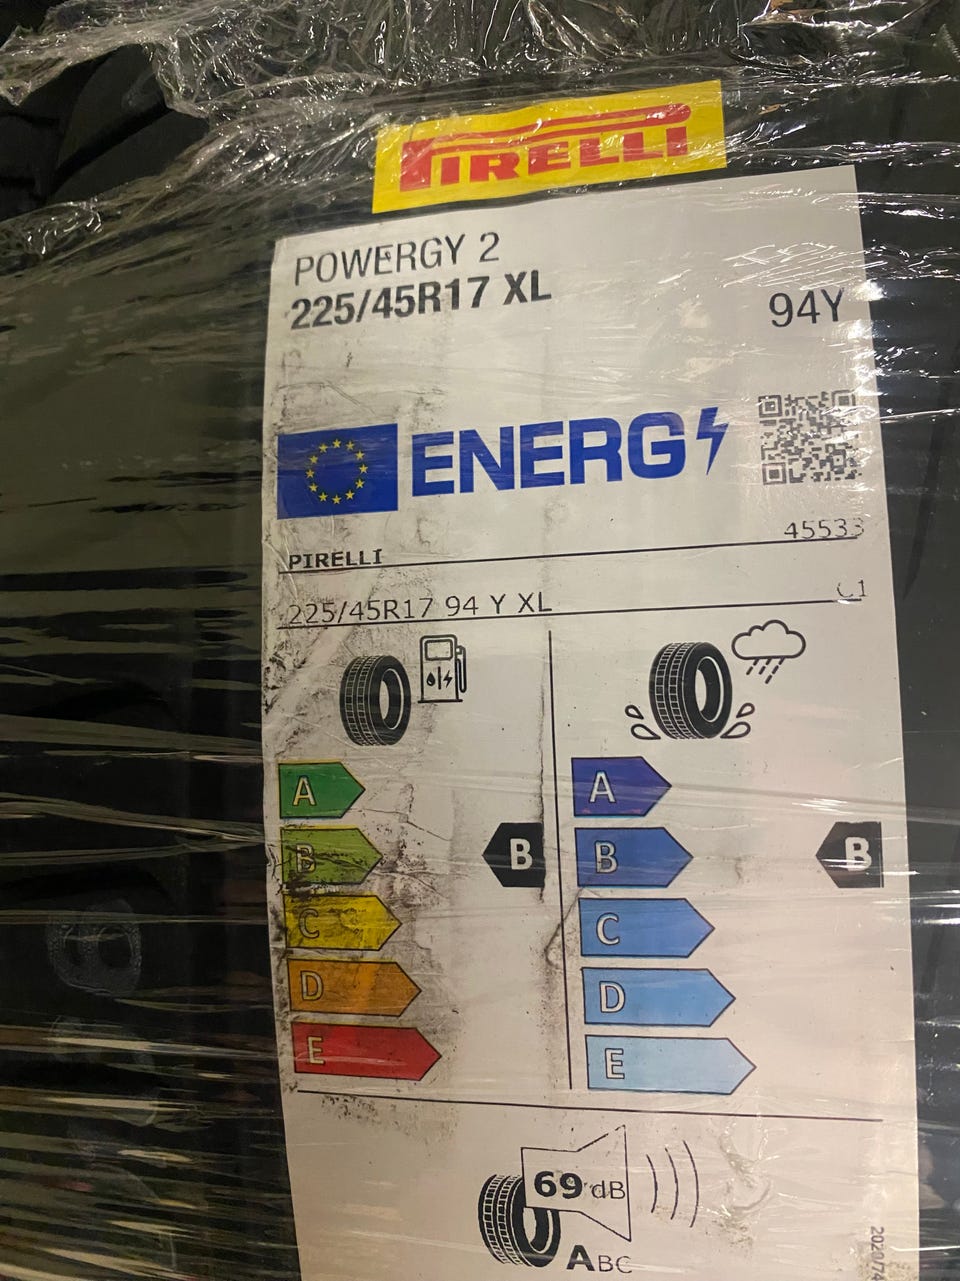 PIRELLI
POWERGY 2
225/45R17 XL 94Y
ENERG
PIRELLI 45533
225/45R17 94 Y XL C1
A A
B B B B
C C
D D
E E
69 dB
ABC